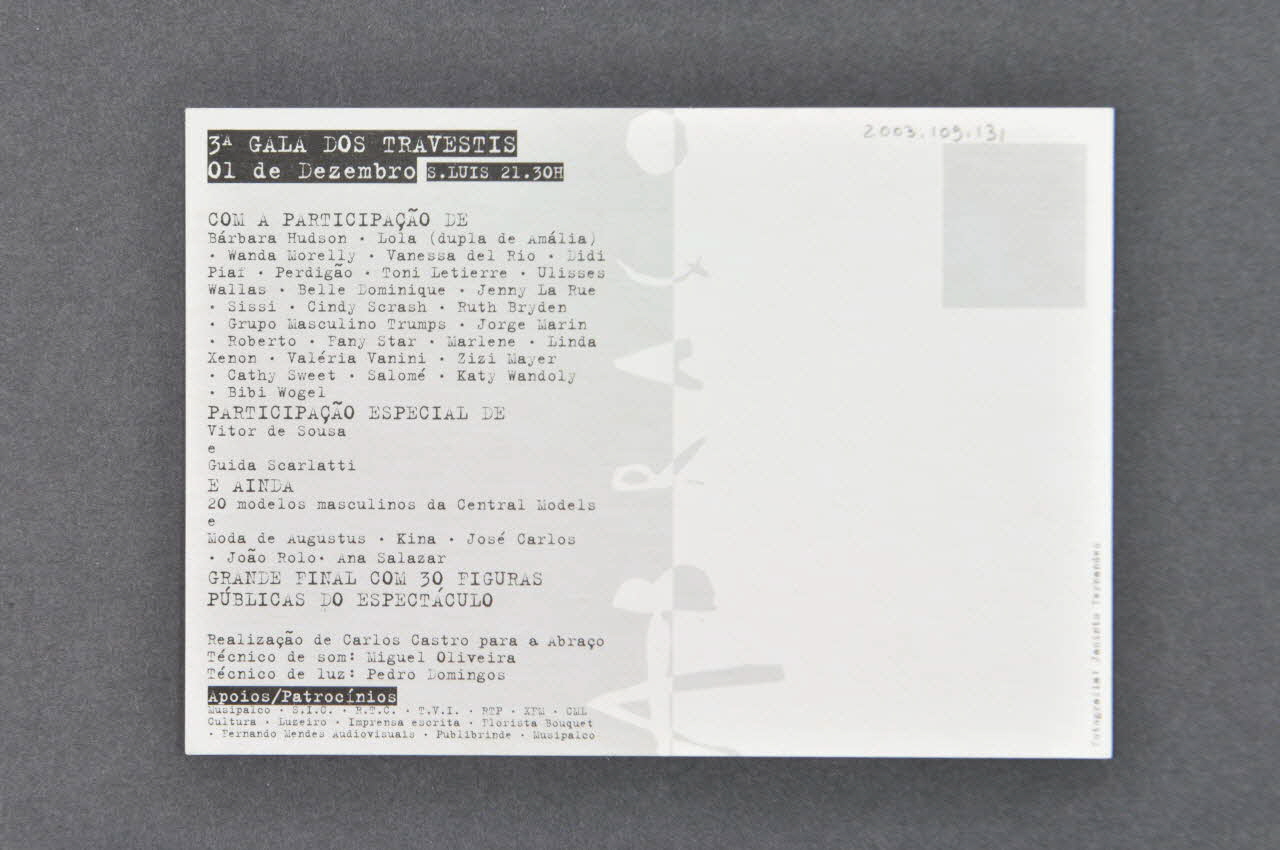 3ª GALA DOS TRAVESTIS
01 de Dezembro S.LUIS 21.30H
COM A PARTICIPAÇÃO DE
Bárbara Hudson · Lola (dupla de Amália)
· Wanda Morelly · Vanessa del Rio · Lidi
Piaf · Perdigão · Toni Letierre · Ulisses
Wallas · Belle Dominique · Jenny La Rue
· Sissi · Cindy Scrash · Ruth Bryden
· Grupo Masculino Trumps · Jorge Marin
· Roberto · Fany Star · Marlene · Linda
Xenon · Valéria Vanini · Zizi Mayer
· Cathy Sweet · Salomé · Katy Wandoly
· Bibi Wogel
PARTICIPAÇÃO ESPECIAL DE
Vitor de Sousa
e
Guida Scarlatti
E AINDA
20 modelos masculinos da Central Models
e
Moda de Augustus · Kina · José Carlos
· João Rolo· Ana Salazar
GRANDE FINAL COM 30 FIGURAS
PÚBLICAS DO ESPECTÁCULO
Realização de Carlos Castro para a Abraço
Técnico de som: Miguel Oliveira
Técnico de luz: Pedro Domingos
Apoios/Patrocínios
Musipalco · S.I.C. · R.T.C. · T.V.I. · RTP · XFM · CML
Cultura · Luzeiro · Imprensa escrita · Florista Bouquet
· Fernando Mendes Audiovisuais · Publibrinde · Musipalco
ABRAÇO
2003.109.131
Fotografia: Jacinto Fernandes